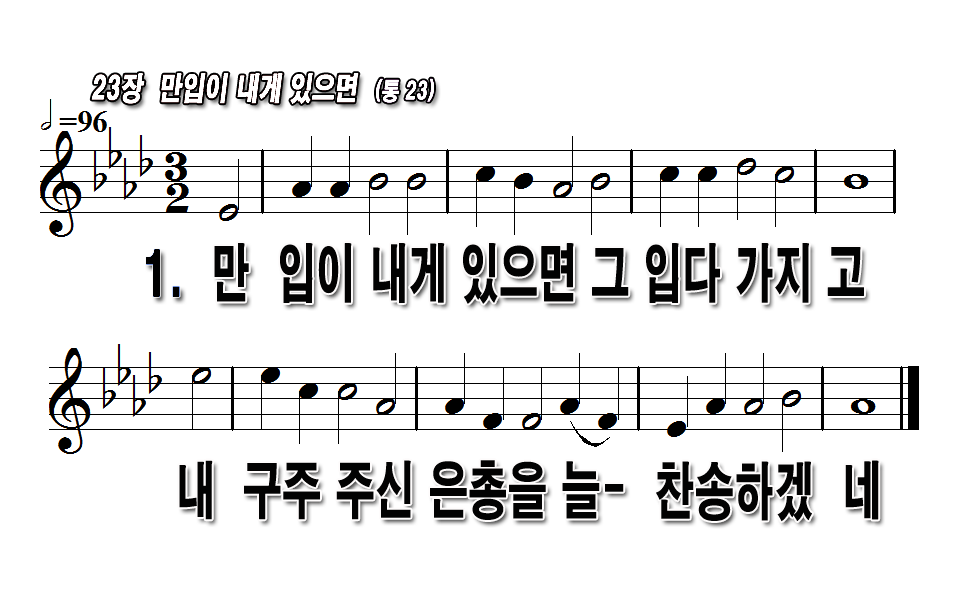 23장 만입이 내게 있으면 (통 23)
=96
3
2
1. 만 입이 내게 있으면 그 입다 가지 고
내 구주 주신 은총을 늘- 찬송하겠 네